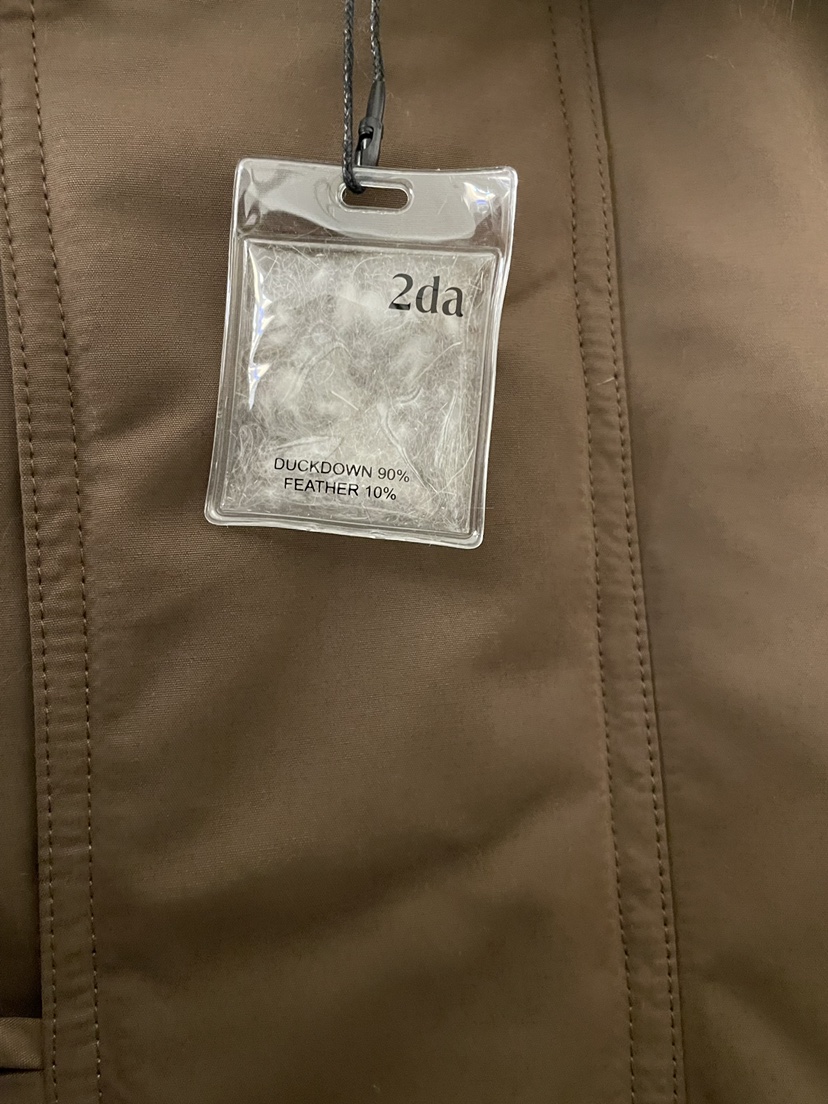 2da
DUCKDOWN 90%
FEATHER 10%